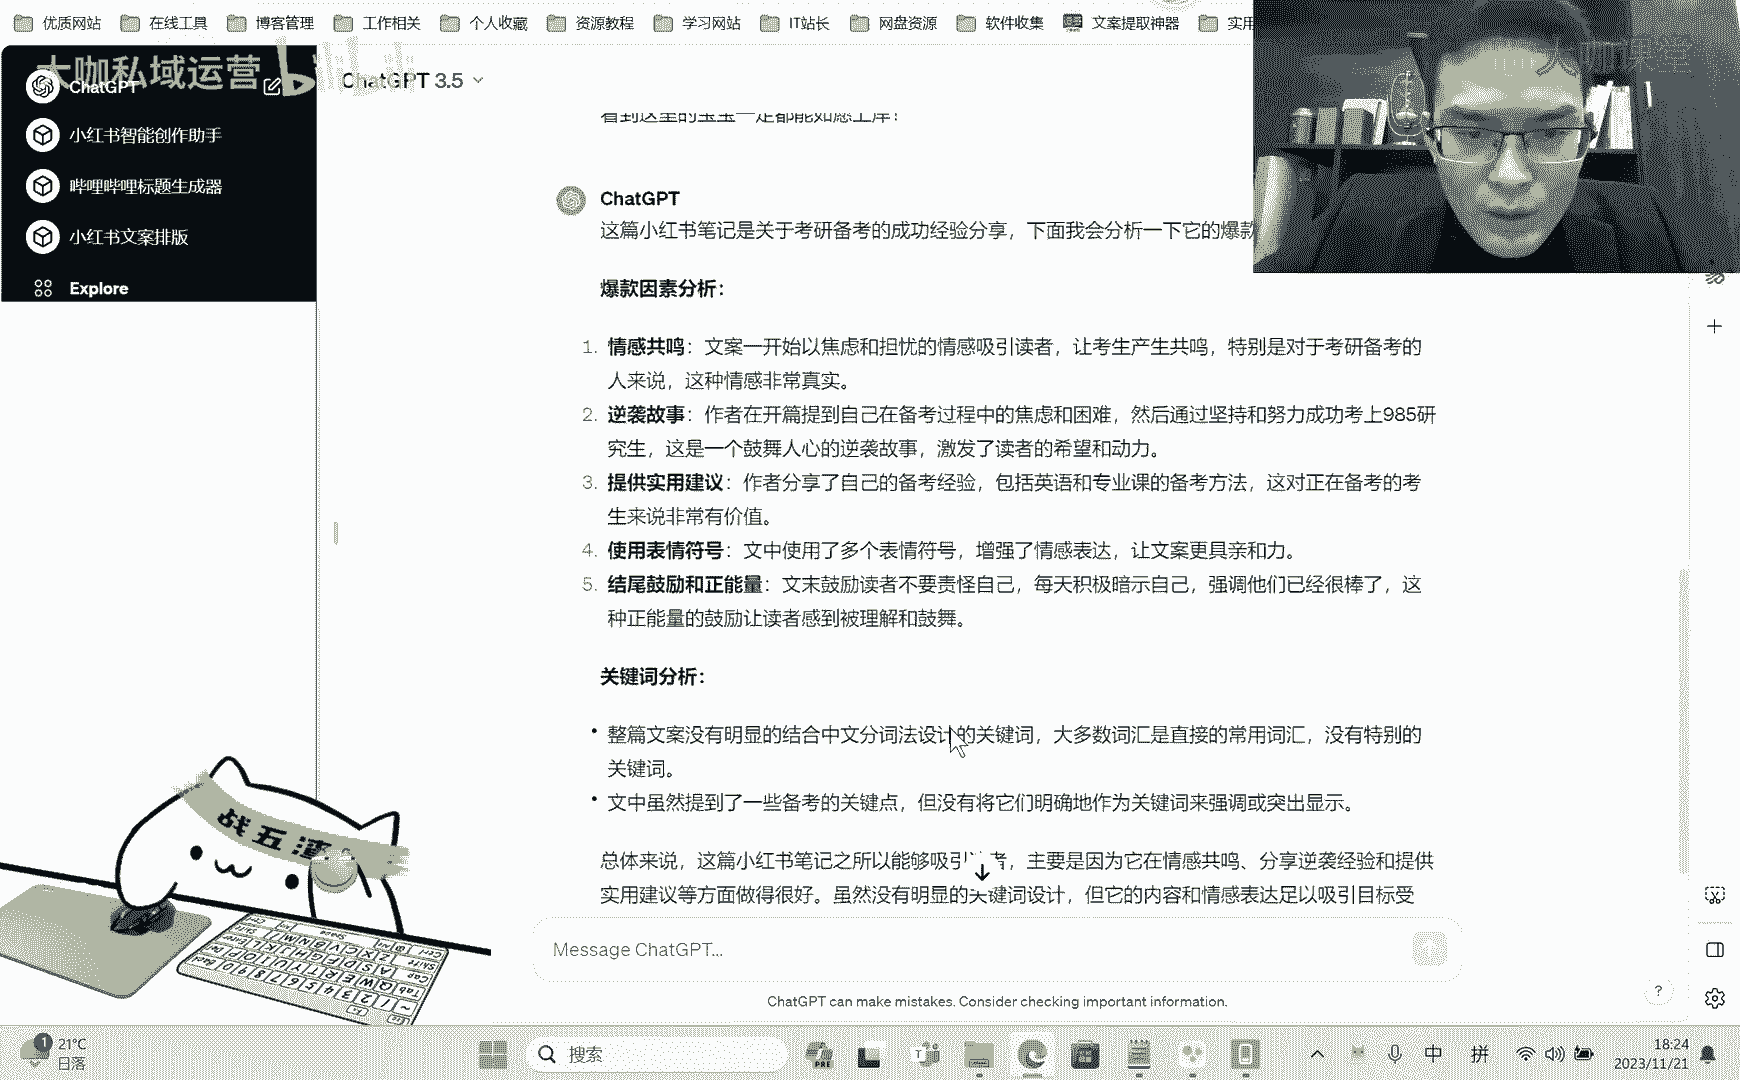 优质网站 在线工具 博客管理 工作相关 个人收藏 资源教程 学习网站 IT站长 网盘资源 软件收集 文案提取神器 实用
大咖私域运营
大咖课堂
ChatGPT
小红书智能创作助手
哔哩哔哩标题生成器
小红书文案排版
Explore
ChatGPT 3.5
看到这里的宝宝一定都能如愿上岸！
ChatGPT
这篇小红书笔记是关于考研备考的成功经验分享，下面我会分析一下它的爆款
爆款因素分析：
1. 情感共鸣：文案一开始以焦虑和担忧的情感吸引读者，让考生产生共鸣，特别是对于考研备考的
人来说，这种情感非常真实。
2. 逆袭故事：作者在开篇提到自己在备考过程中的焦虑和困难，然后通过坚持和努力成功考上985研
究生，这是一个鼓舞人心的逆袭故事，激发了读者的希望和动力。
3. 提供实用建议：作者分享了自己的备考经验，包括英语和专业课的备考方法，这对正在备考的考
生来说非常有价值。
4. 使用表情符号：文中使用了多个表情符号，增强了情感表达，让文案更具亲和力。
5. 结尾鼓励和正能量：文末鼓励读者不要责怪自己，每天积极暗示自己，强调他们已经很棒了，这
种正能量的鼓励让读者感到被理解和鼓舞。
关键词分析：
• 整篇文案没有明显的结合中文分词法设计的关键词，大多数词汇是直接的常用词汇，没有特别的
关键词。
• 文中虽然提到了一些备考的关键点，但没有将它们明确地作为关键词来强调或突出显示。
总体来说，这篇小红书笔记之所以能够吸引读者，主要是因为它在情感共鸣、分享逆袭经验和提供
实用建议等方面做得很好。虽然没有明显的关键词设计，但它的内容和情感表达足以吸引目标受
战五渣
Message ChatGPT...
ChatGPT can make mistakes. Consider checking important information.
?
1 21°C
日落
搜索
中 拼
18:24
2023/11/21